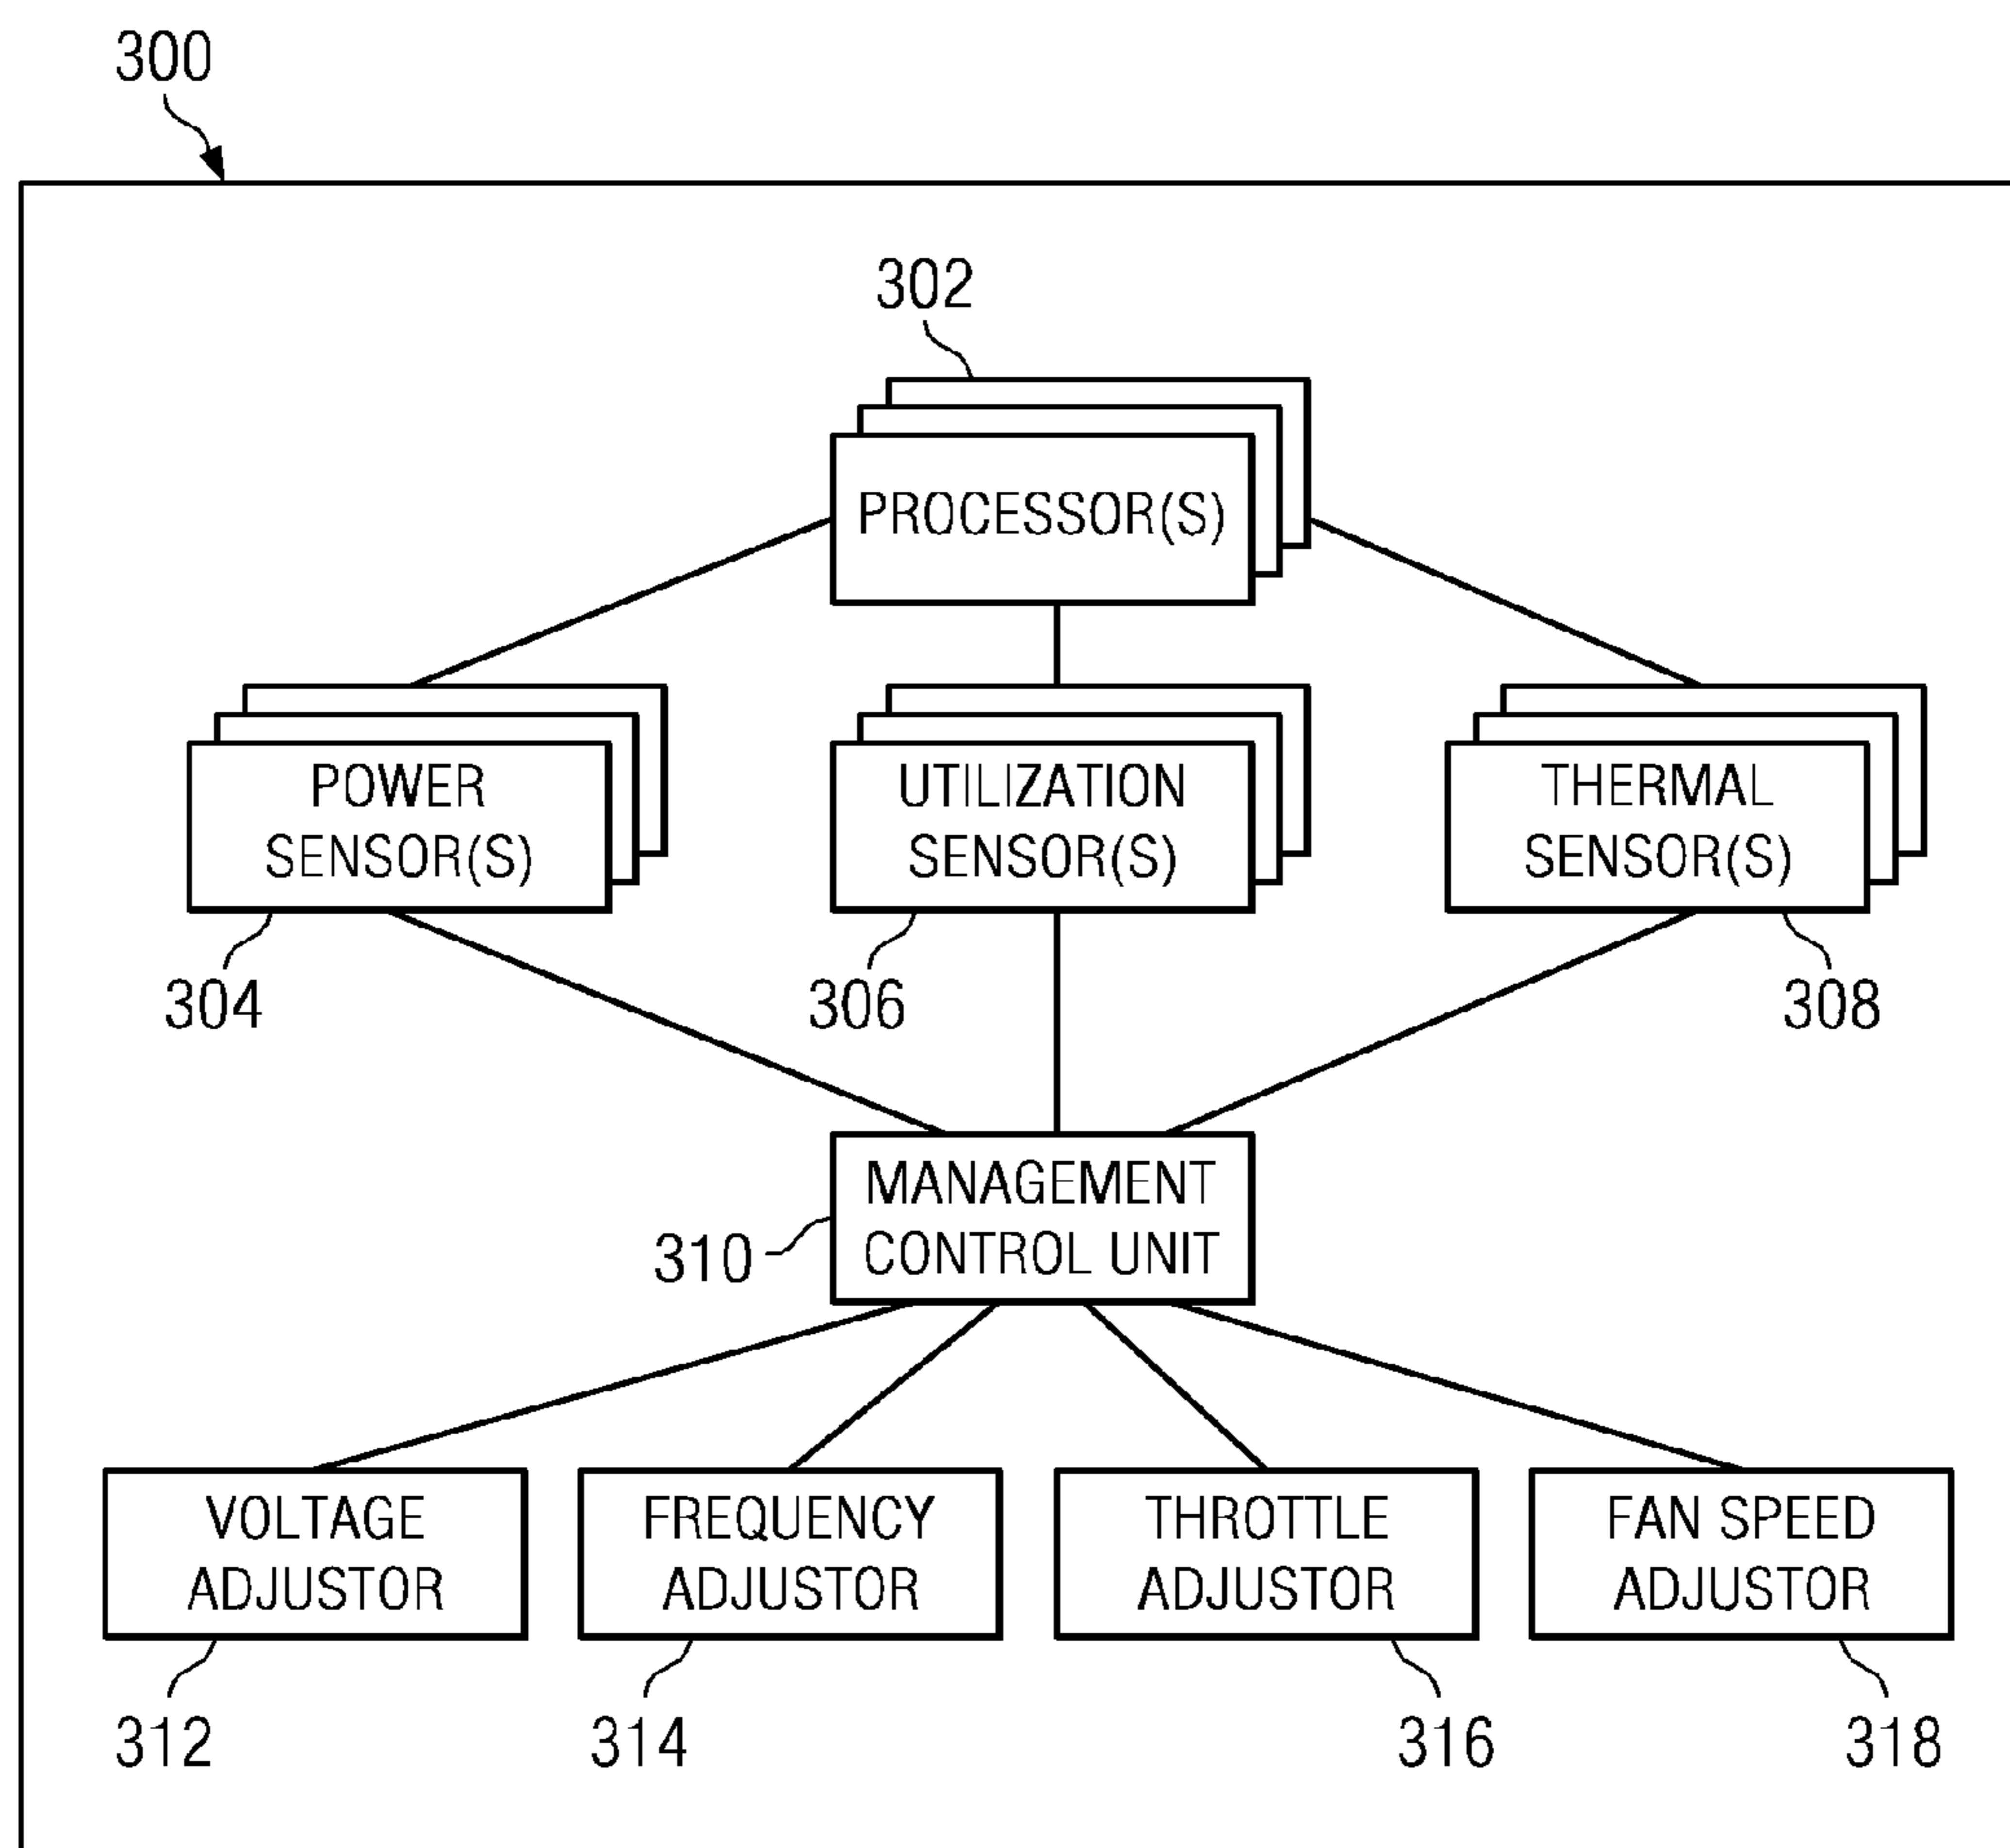 300
302
PROCESSOR(S)
POWER
SENSOR(S)
UTILIZATION
SENSOR(S)
THERMAL
SENSOR(S)
304
306
308
310
MANAGEMENT
CONTROL UNIT
VOLTAGE
ADJUSTOR
FREQUENCY
ADJUSTOR
THROTTLE
ADJUSTOR
FAN SPEED
ADJUSTOR
312
314
316
318